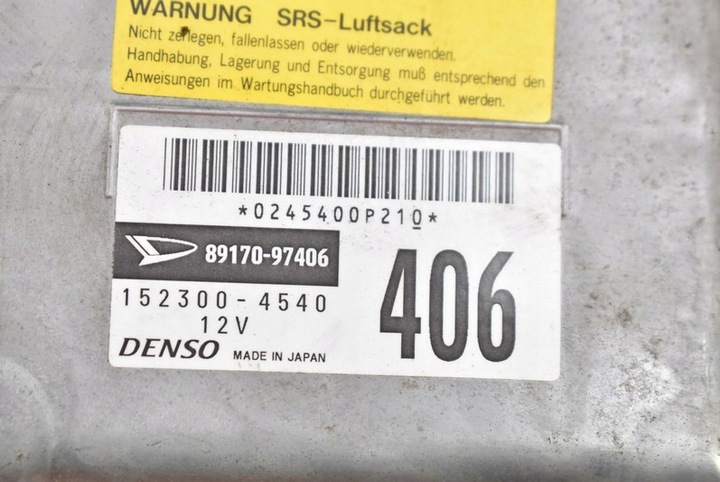 WARNUNG SRS-Luftsack
Nicht zerlegen, fallenlassen oder wiederverwenden.
Handhabung, Lagerung und Entsorgung muß entsprechend den
Anweisungen im Wartungshandbuch durchgeführt werden.
*0245400P210*
89170-97406
406
152300-4540
12V
DENSO MADE IN JAPAN